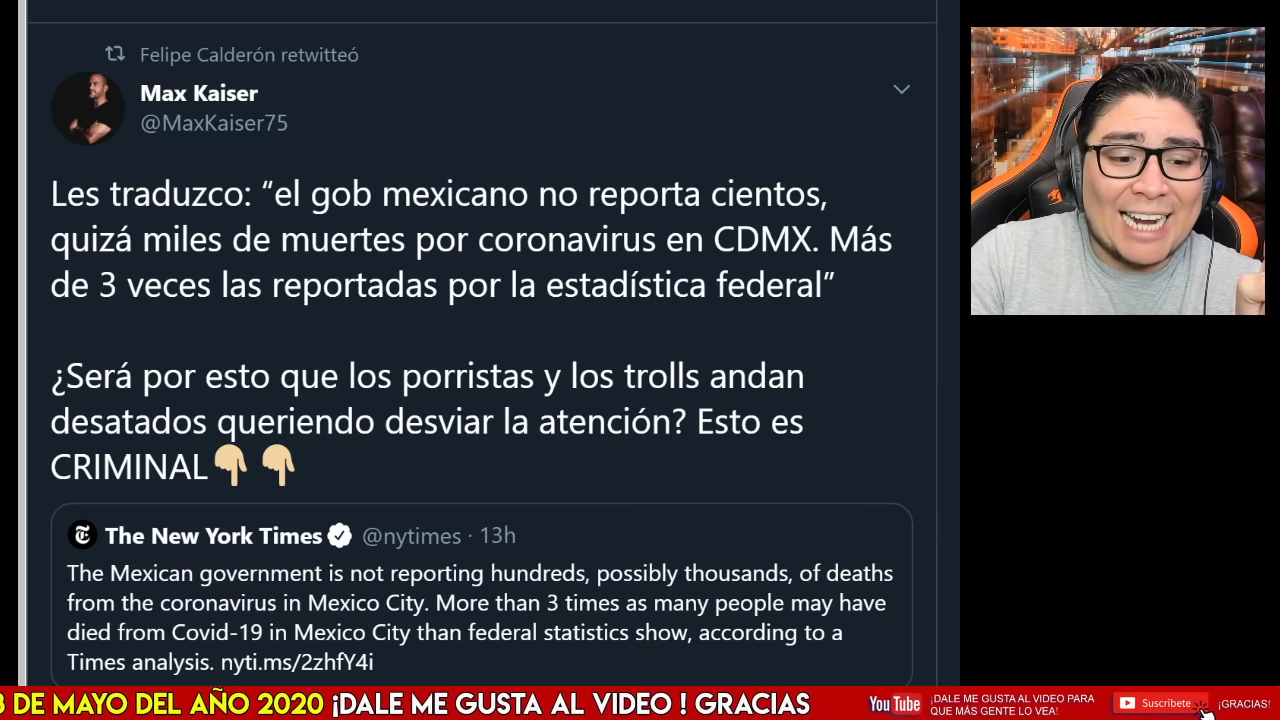 Felipe Calderón retwitteó
Max Kaiser
@MaxKaiser75
Les traduzco: “el gob mexicano no reporta cientos,
quizá miles de muertes por coronavirus en CDMX. Más
de 3 veces las reportadas por la estadística federal”
¿Será por esto que los porristas y los trolls andan
desatados queriendo desviar la atención? Esto es
CRIMINAL👇🏼👇🏼
The New York Times @nytimes · 13h
The Mexican government is not reporting hundreds, possibly thousands, of deaths
from the coronavirus in Mexico City. More than 3 times as many people may have
died from Covid-19 in Mexico City than federal statistics show, according to a
Times analysis. nyti.ms/2zhfY4i
DE MAYO DEL AÑO 2020 ¡DALE ME GUSTA AL VIDEO ! GRACIAS
YouTube
¡DALE ME GUSTA AL VIDEO PARA
QUE MÁS GENTE LO VEA!
Suscribete
¡GRACIAS!